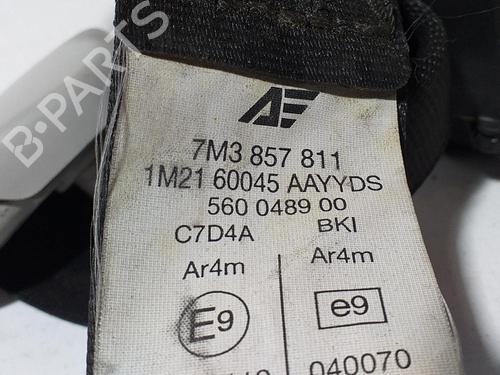 B-PARTS
AE
7M3 857 811
1M21 60045 AAYYDS
560 0489 00
C7D4A BKI
Ar4m Ar4m
E9 e9
040070